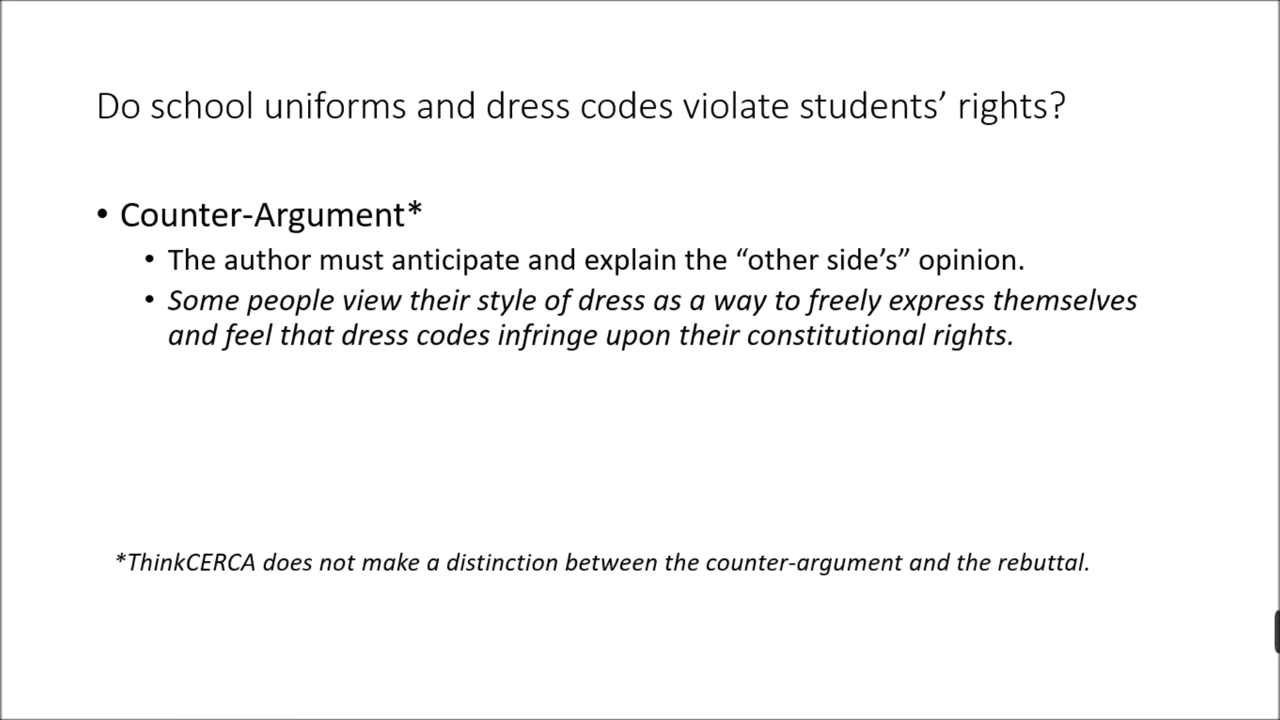 Do school uniforms and dress codes violate students’ rights?
• Counter-Argument*
• The author must anticipate and explain the “other side’s” opinion.
• Some people view their style of dress as a way to freely express themselves
and feel that dress codes infringe upon their constitutional rights.
*ThinkCERCA does not make a distinction between the counter-argument and the rebuttal.